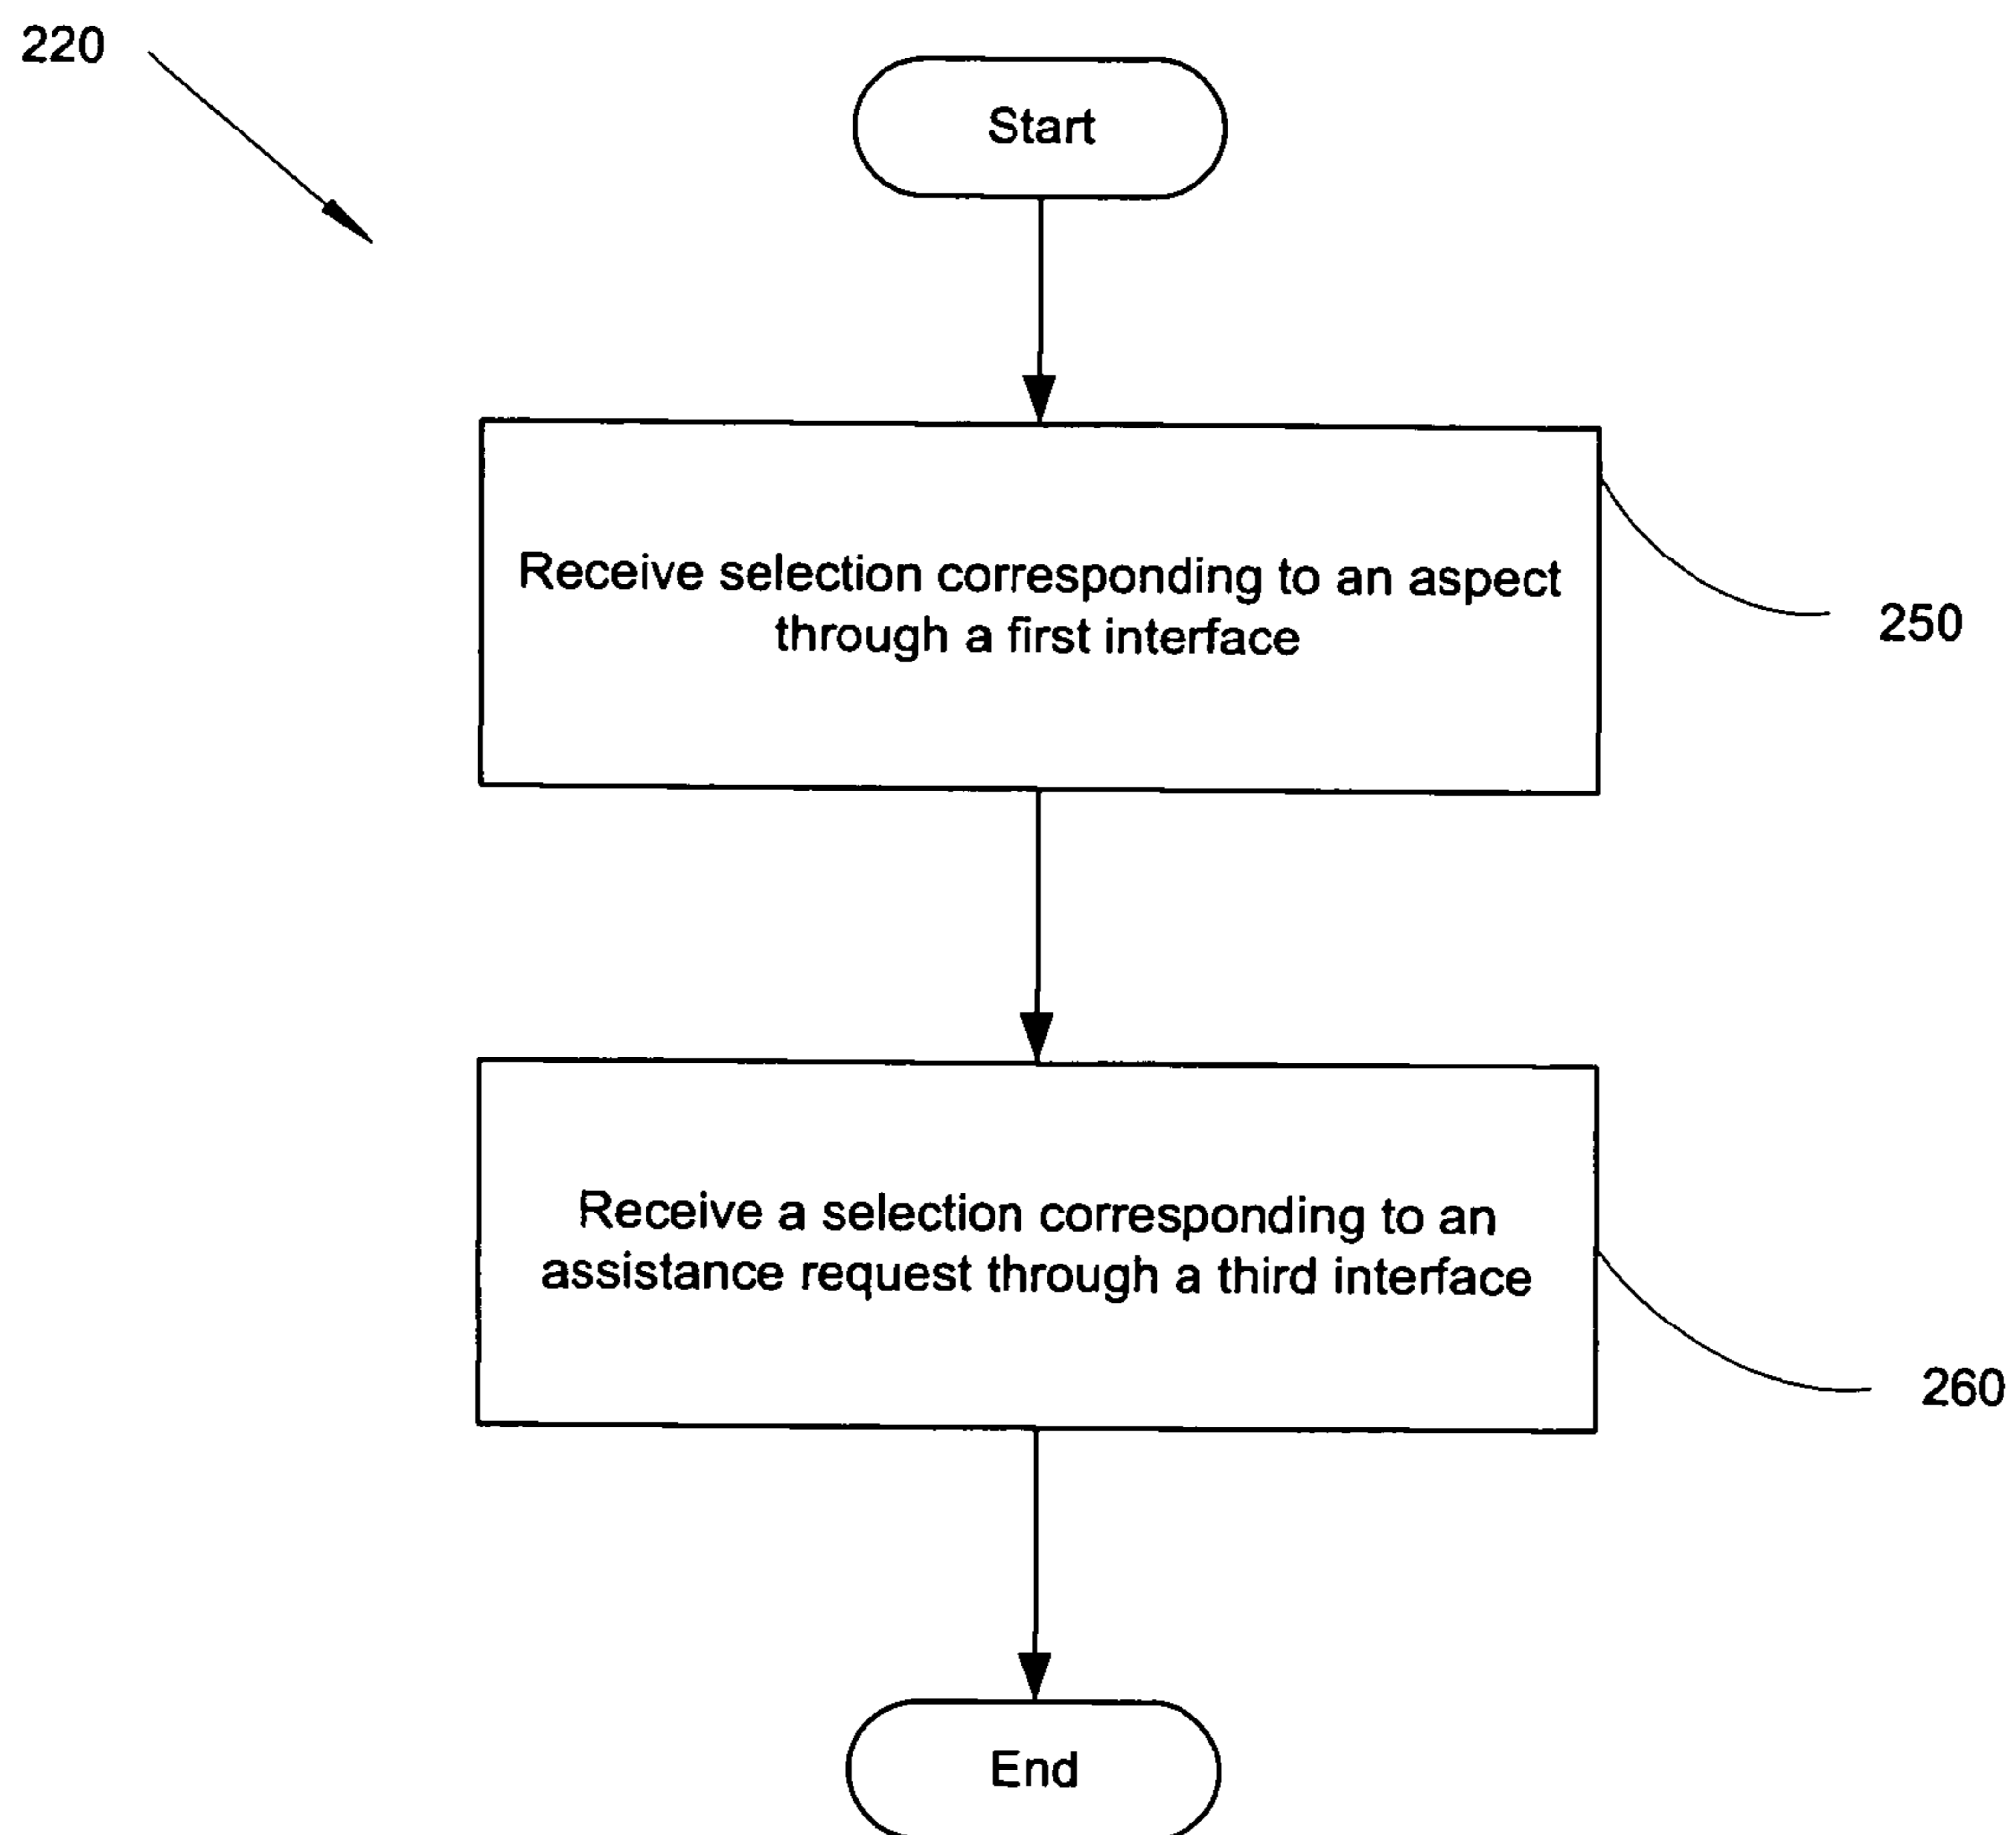 220
Start
Receive selection corresponding to an aspect
through a first interface
250
Receive a selection corresponding to an
assistance request through a third interface
260
End